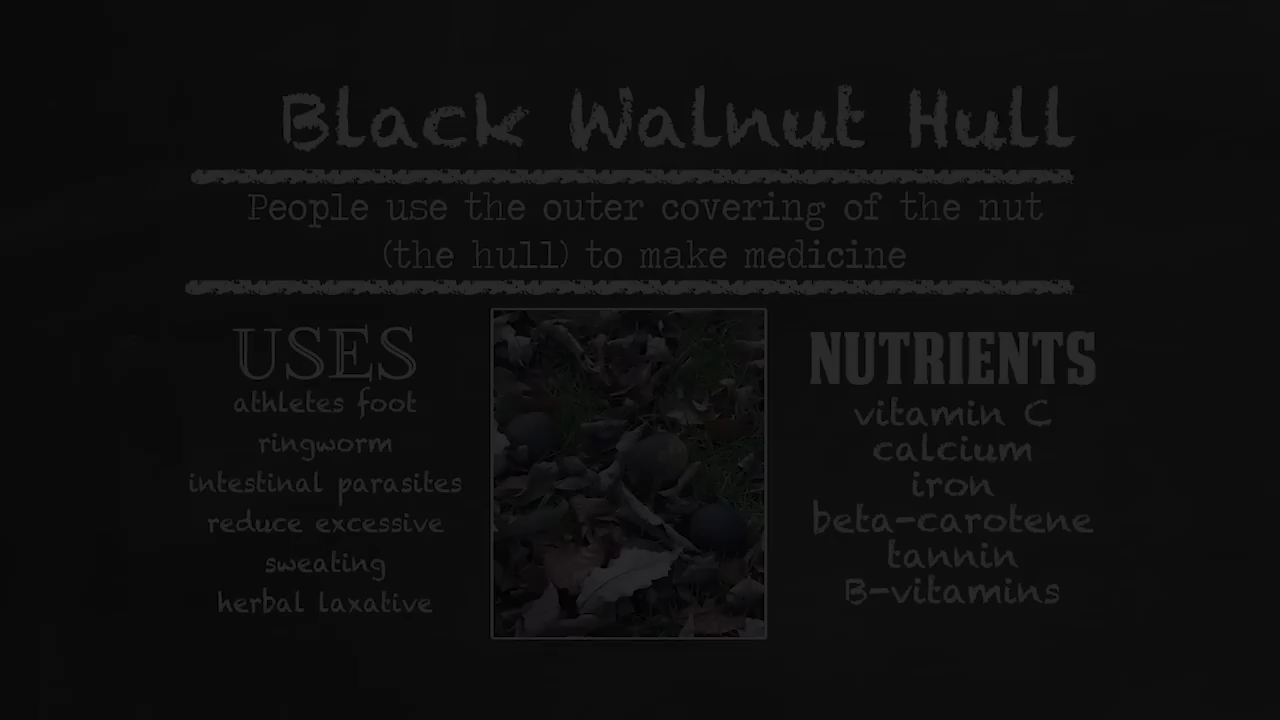 Black Walnut Hull
People use the outer covering of the nut
(the hull) to make medicine
USES
athletes foot
ringworm
intestinal parasites
reduce excessive
sweating
herbal laxative
NUTRIENTS
vitamin C
calcium
iron
beta-carotene
tannin
B-vitamins